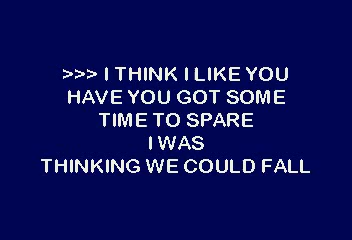 >>> I THINK I LIKE YOU
HAVE YOU GOT SOME
TIME TO SPARE
I WAS
THINKING WE COULD FALL